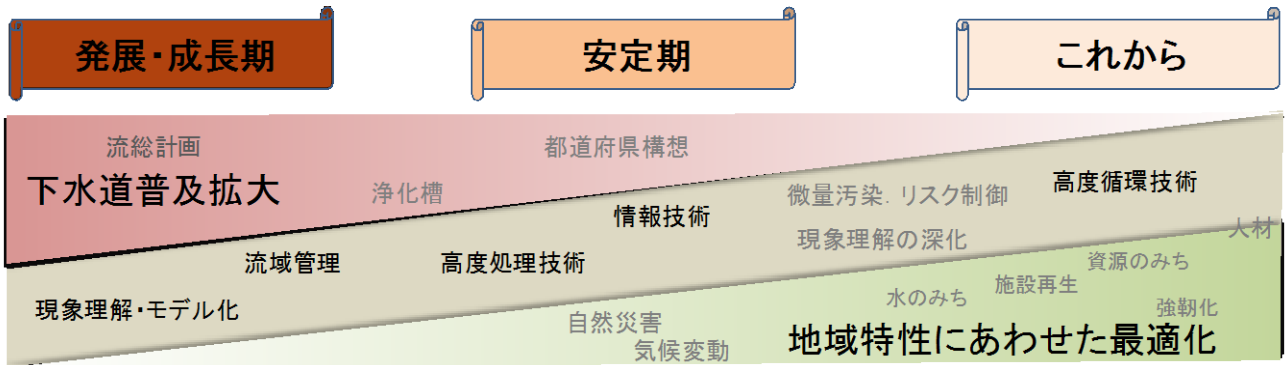 発展・成長期
安定期
これから
流総計画
都道府県構想
下水道普及拡大
浄化槽
微量汚染．リスク制御
高度循環技術
情報技術
現象理解の深化
人材
流域管理
高度処理技術
資源のみち
施設再生
水のみち
強靭化
現象理解・モデル化
自然災害
気候変動
地域特性にあわせた最適化